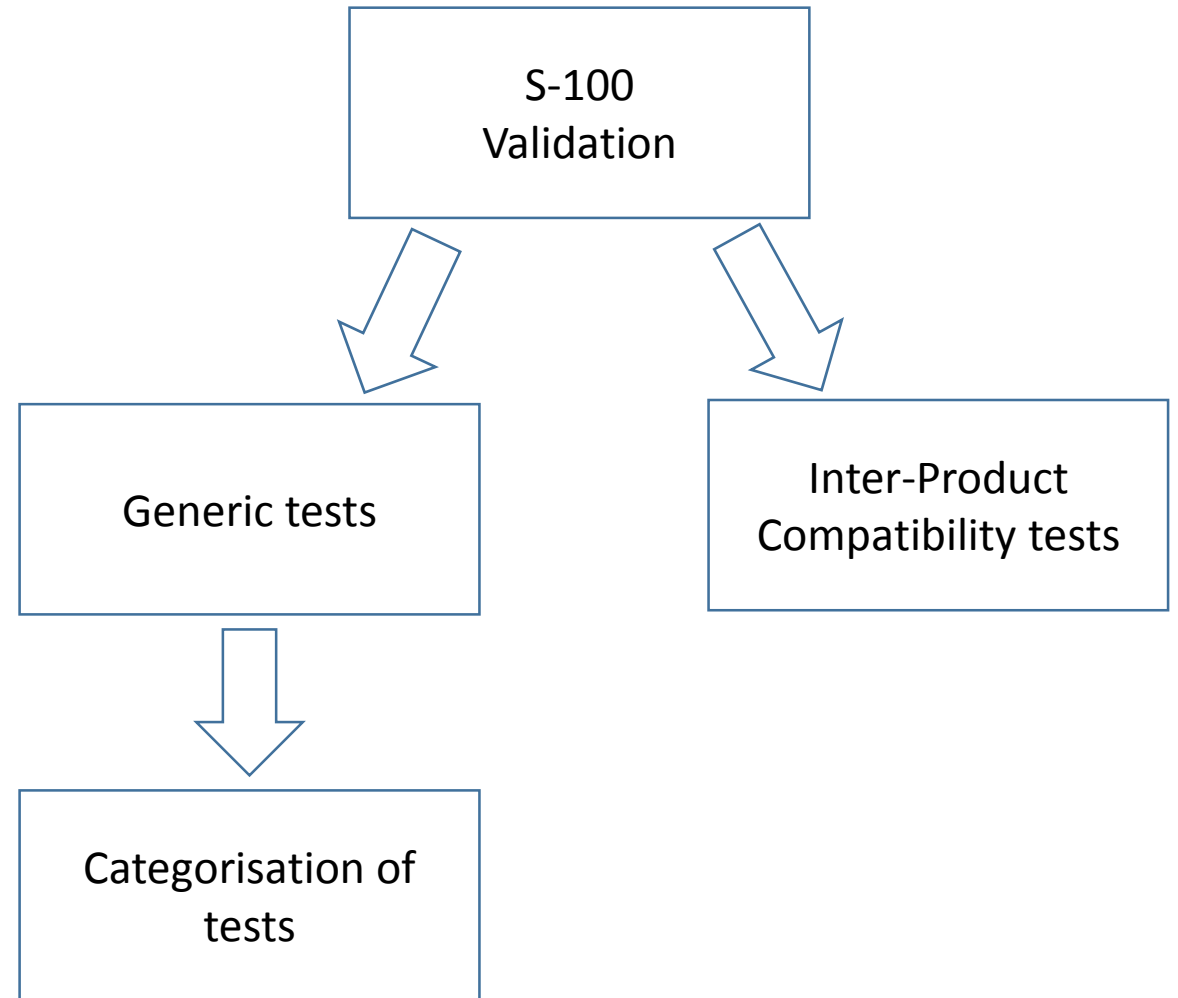 S-100
Validation
Generic tests
Inter-Product
Compatibility tests
Categorisation of
tests